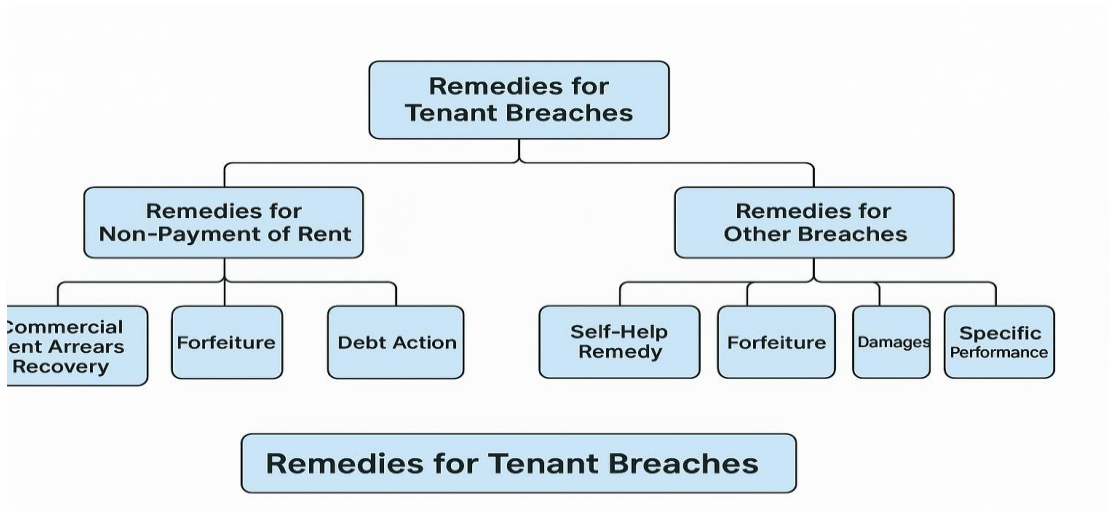 Remedies for
Tenant Breaches
Remedies for
Non-Payment of Rent
Remedies for
Other Breaches
Commercial
ent Arrears
Recovery
Forfeiture
Debt Action
Self-Help
Remedy
Forfeiture
Damages
Specific
Performance
Remedies for Tenant Breaches